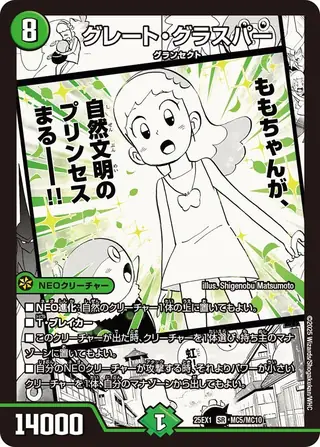 8
グレート・グラスパー
グランセクト
ももちゃんが、
自然文明の
プリンセス
まるー!!
NEOクリーチャー
illus. Shigenobu Matsumoto
■NEO進化:自然のクリーチャー1体の上に置いてもよい。
■T・ブレイカー
■このクリーチャーが出た時、クリーチャーを1体選び、持ち主のマナ
ゾーンに置いてもよい。
■自分のNEOクリーチャーが攻撃する時、それよりパワーが小さい
クリーチャーを1体、自分のマナゾーンから出してもよい。
14000
1
25EX1 SR MC5/MC10
©2025 Wizards/Shogakukan/WHC